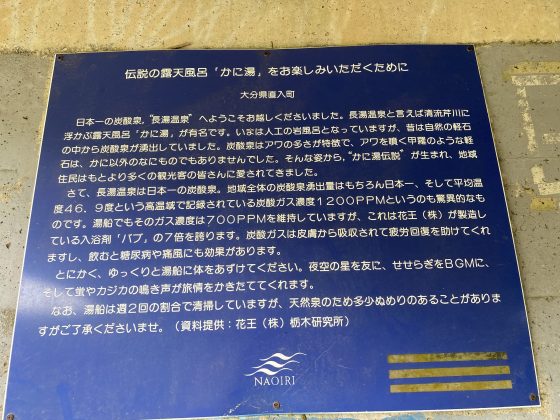 伝説の露天風呂「かに湯」をお楽しみいただくために
大分県直入町
日本一の炭酸泉,"長湯温泉"へようこそお越しくださいました。長湯温泉と言えば清流芹川に
浮かぶ露天風呂「かに湯」が有名です。いまは人工の岩風呂となっていますが、昔は自然の軽石
の中から炭酸泉が湧出していました。炭酸泉はアワの多さが特徴で、アワを噴く甲羅のような軽
石は、かに以外のなにものでもありませんでした。そんな姿から,"かに湯伝説"が生まれ、地域
住民はもとより多くの観光客の皆さんに愛されてきました。
さて、長湯温泉は日本一の炭酸泉。地域全体の炭酸泉湧出量はもちろん日本一、そして平均温
度46、9度という高温域で記録されている炭酸ガス濃度1200PPMというのも驚異的なも
のです。湯船でもそのガス濃度は700PPMを維持していますが、これは花王(株)が製造し
ている入浴剤「バブ」の7倍を誇ります。炭酸ガスは皮膚から吸収されて疲労回復を助けてくれ
ますし、飲むと糖尿病や痛風にも効果があります。
とにかく、ゆっくりと湯船に体をあずけてください。夜空の星を友に、せせらぎをBGMに、
そして蛍やカジカの鳴き声が旅情をかきたててくれます。
なお、湯船は週2回の割合で清掃していますが、天然泉のため多少ぬめりのあることがありま
すがご了承くださいませ。(資料提供:花王(株)栃木研究所)
NAOIRI